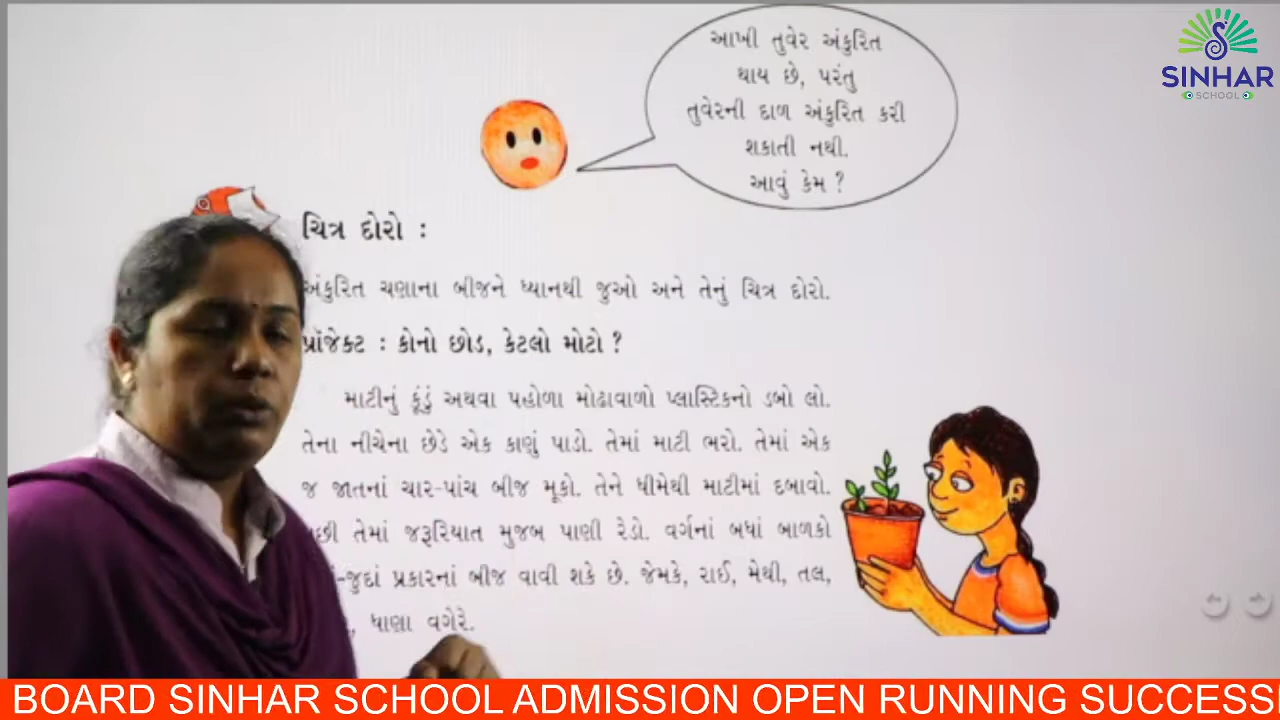 આખી તુવેર અંકુરિત
થાય છે, પરંતુ
તુવેરની દાળ અંકુરિત કરી
શકાતી નથી.
આવું કેમ ?
SINHAR
SCHOOL
ચિત્ર દોરો :
અંકુરિત ચણાના બીજને ધ્યાનથી જુઓ અને તેનું ચિત્ર દોરો.
પ્રૉજેક્ટ : કોનો છોડ, કેટલો મોટો ?
માટીનું કૂંડું અથવા પહોળા મોઢાવાળો પ્લાસ્ટિકનો ડબો લો.
તેના નીચેના છેડે એક કાણું પાડો. તેમાં માટી ભરો. તેમાં એક
જ જાતનાં ચાર-પાંચ બીજ મૂકો. તેને ધીમેથી માટીમાં દબાવો.
તેમાં જરૂરિયાત મુજબ પાણી રેડો. વર્ગનાં બધાં બાળકો
-જુદાં પ્રકારનાં બીજ વાવી શકે છે. જેમકે, રાઈ, મેથી, તલ,
, ધાણા વગેરે.
BOARD SINHAR SCHOOL ADMISSION OPEN RUNNING SUCCESS